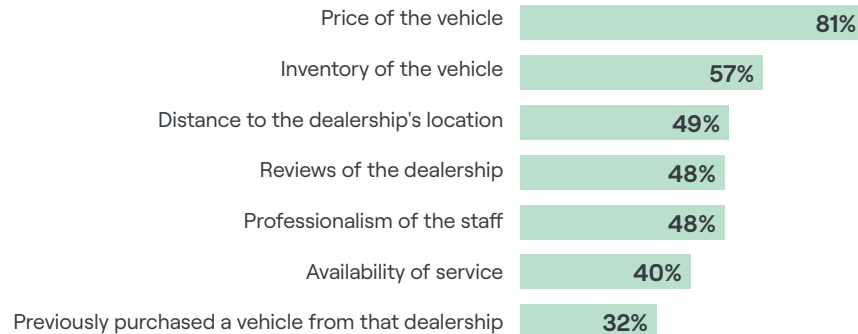 Price of the vehicle 81%
Inventory of the vehicle 57%
Distance to the dealership's location 49%
Reviews of the dealership 48%
Professionalism of the staff 48%
Availability of service 40%
Previously purchased a vehicle from that dealership 32%